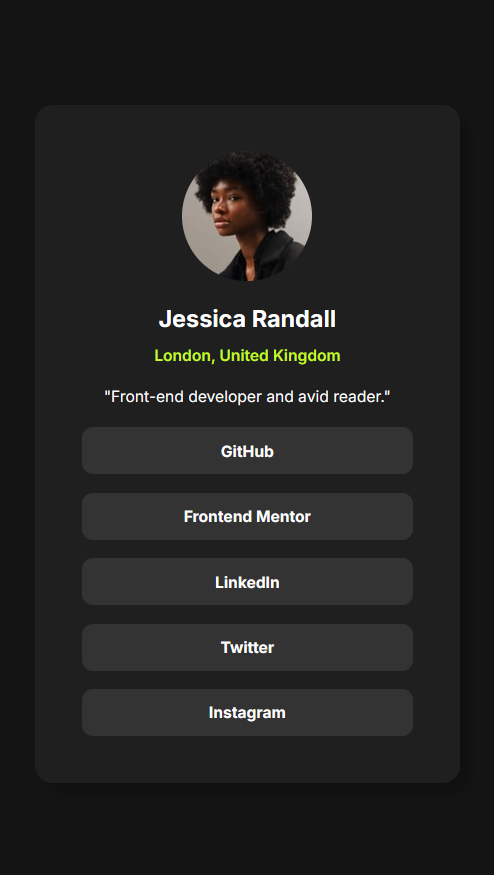 Jessica Randall
London, United Kingdom
"Front-end developer and avid reader."
GitHub
Frontend Mentor
LinkedIn
Twitter
Instagram